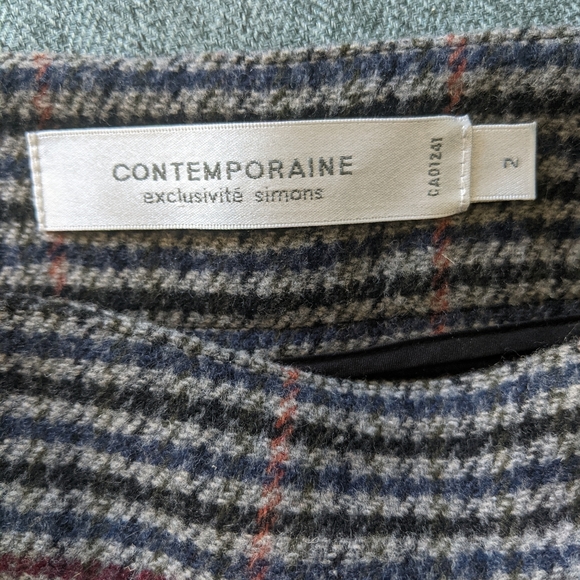 CONTEMPORAINE
exclusivité simons
CA01241
2